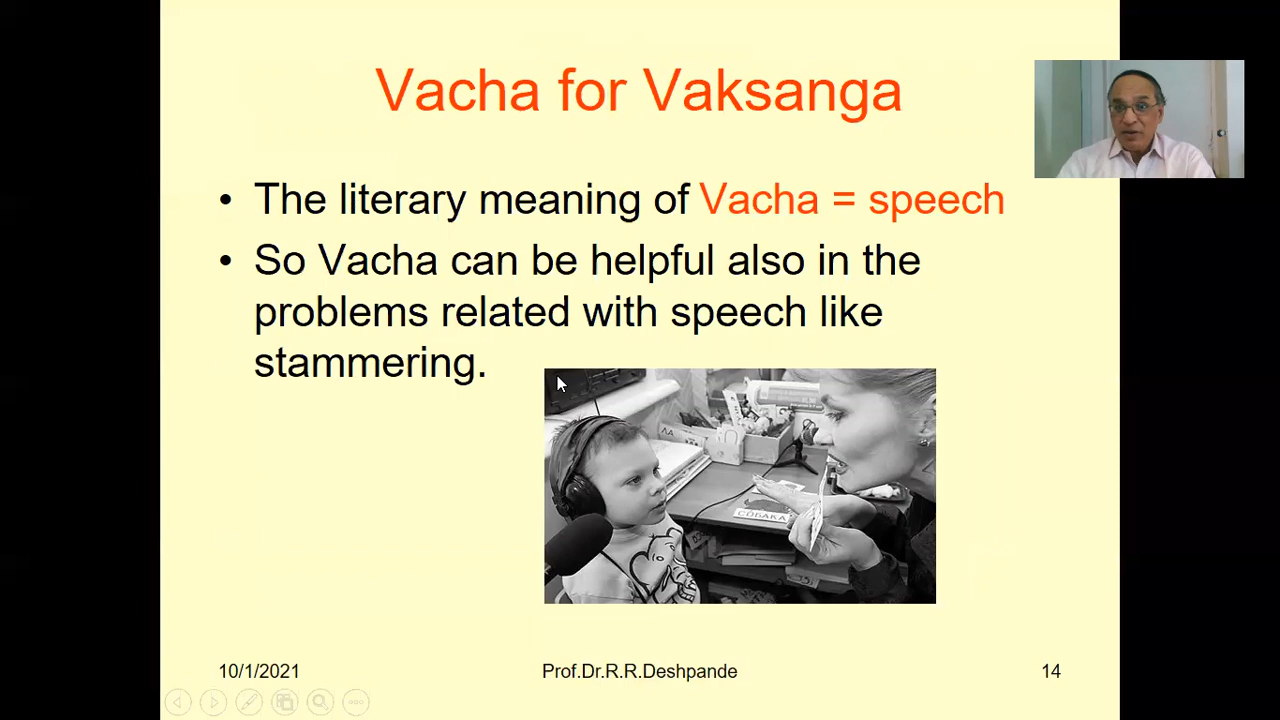 Vacha for Vaksanga
• The literary meaning of Vacha = speech
• So Vacha can be helpful also in the
problems related with speech like
stammering.
СОБАКА
10/1/2021
Prof.Dr.R.R.Deshpande
14